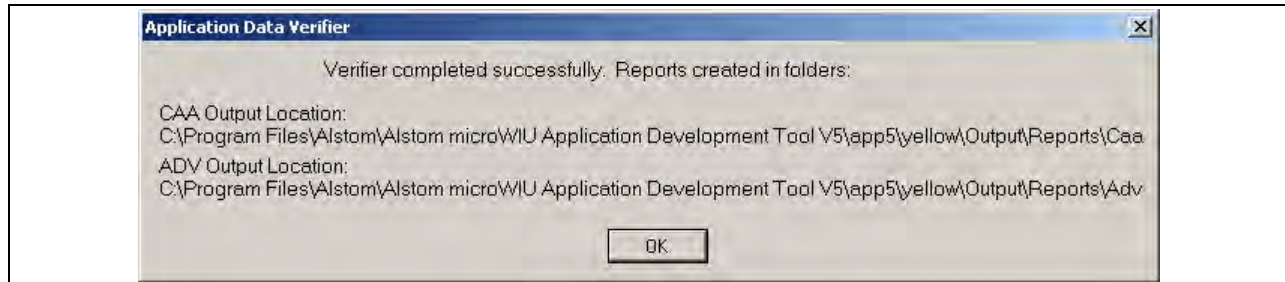 Application Data Verifier
Verifier completed successfully. Reports created in folders:
CAA Output Location:
C:\Program Files\Alstom\Alstom microWIU Application Development Tool V5\app5\yellow\Output\Reports\Caa
ADV Output Location:
C:\Program Files\Alstom\Alstom microWIU Application Development Tool V5\app5\yellow\Output\Reports\Adv
OK